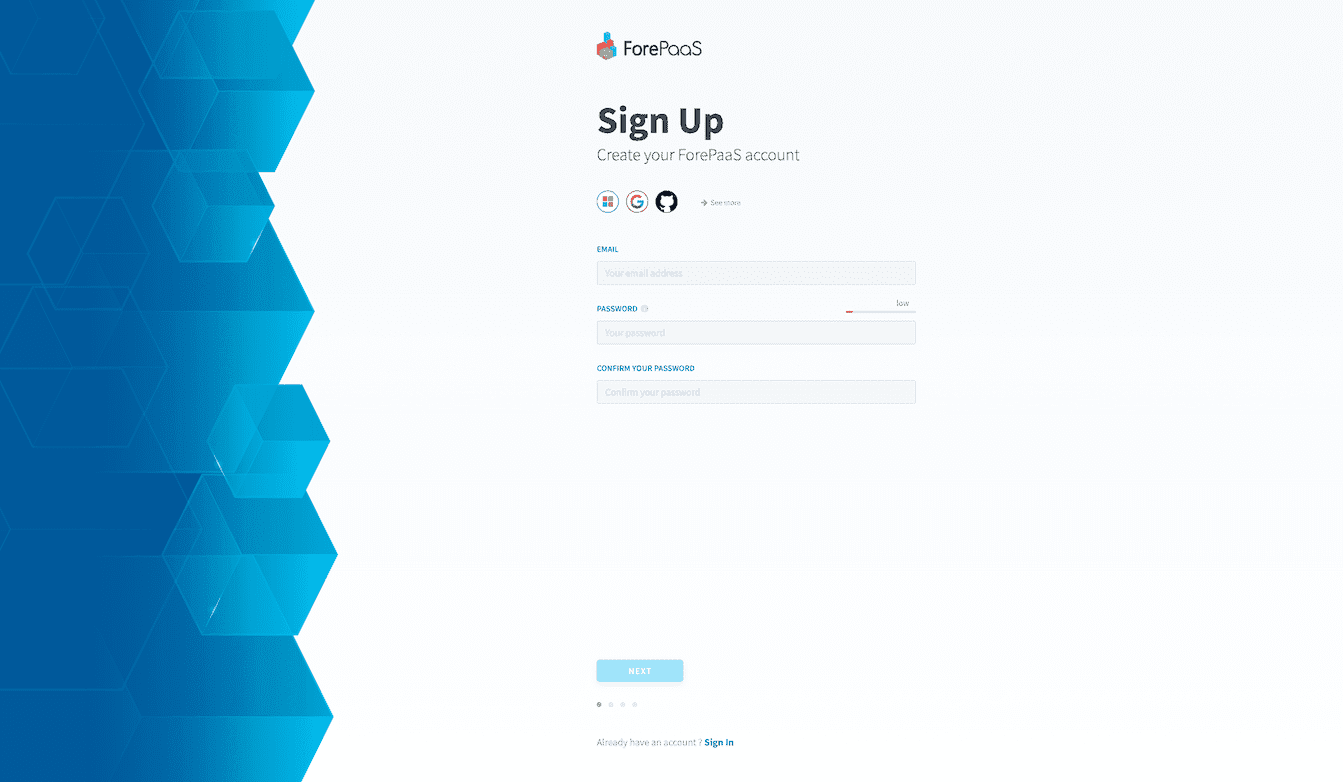 ForePaaS
Sign Up
Create your ForePaaS account
See more
EMAIL
Your email address
low
PASSWORD
Your password
CONFIRM YOUR PASSWORD
Confirm your password
NEXT
Already have an account ? Sign In